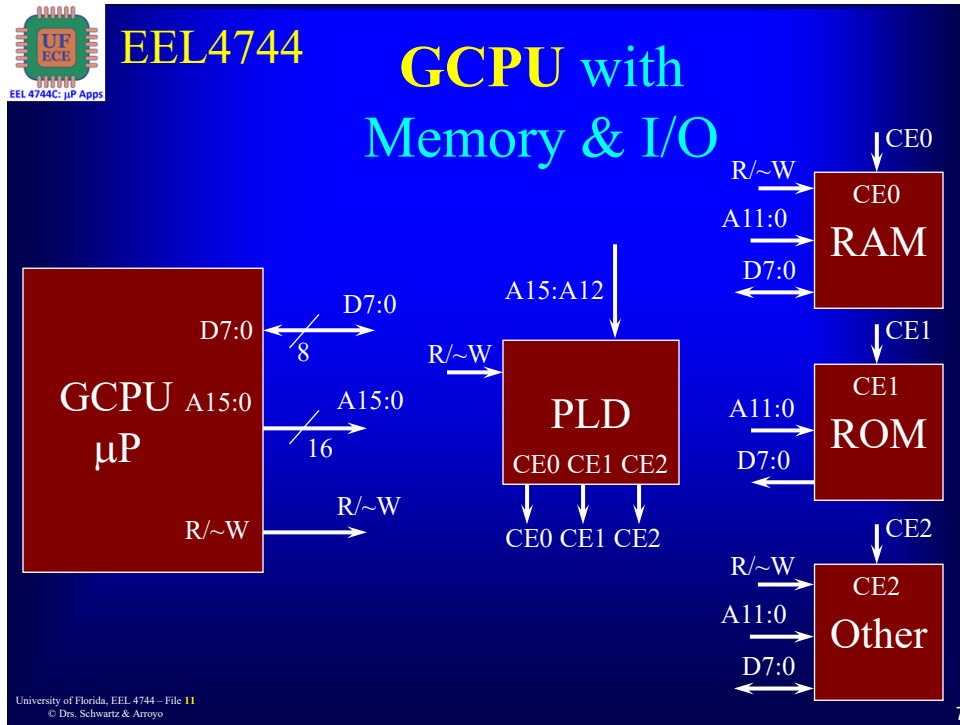 UF
ECE
EEL 4744C: µP Apps
EEL4744
GCPU with
Memory & I/O
D7:0
A15:0
R/~W
GCPU
µP
D7:0
8
A15:0
16
R/~W
A15:A12
R/~W
PLD
CE0 CE1 CE2
CE0 CE1 CE2
CE0
R/~W
CE0
A11:0
RAM
D7:0
CE1
CE1
A11:0
ROM
D7:0
CE2
R/~W
CE2
A11:0
Other
D7:0
University of Florida, EEL 4744 – File 11
© Drs. Schwartz & Arroyo
7